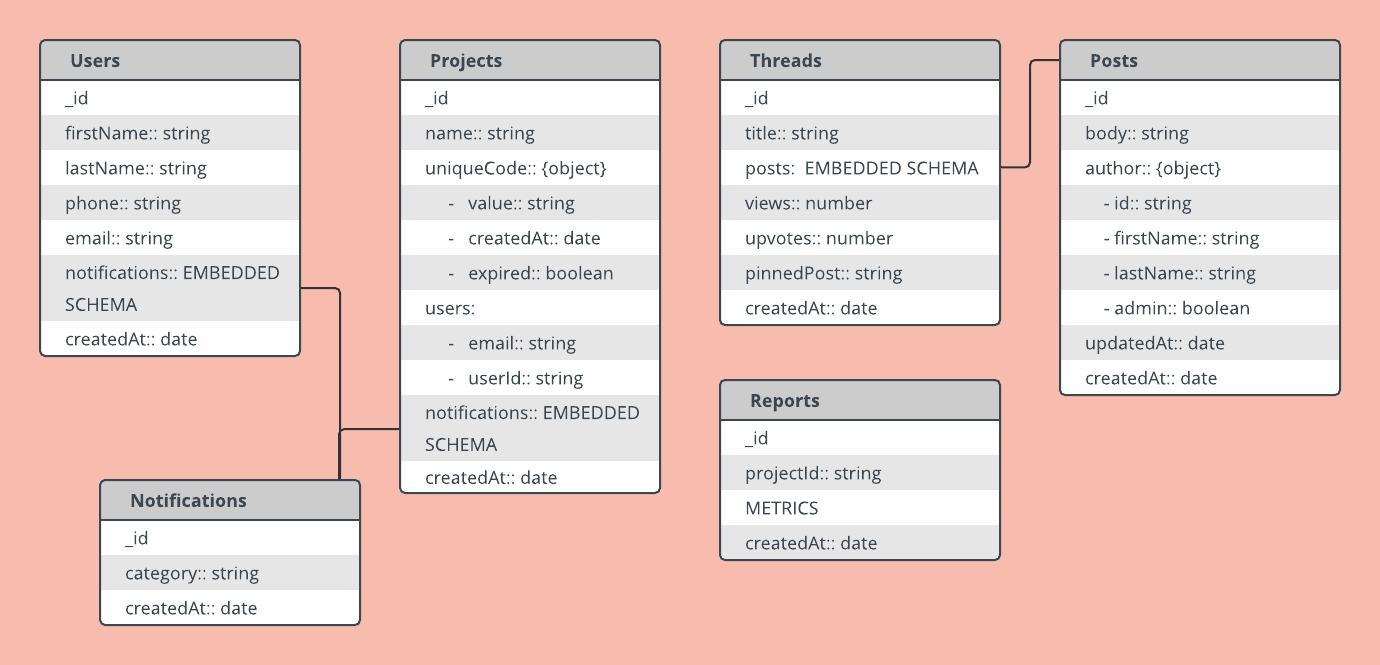 Users
_id
firstName:: string
lastName:: string
phone:: string
email:: string
notifications:: EMBEDDED
SCHEMA
createdAt:: date
Projects
_id
name:: string
uniqueCode:: {object}
- value:: string
- createdAt:: date
- expired:: boolean
users:
- email:: string
- userId:: string
notifications:: EMBEDDED
SCHEMA
createdAt:: date
Threads
_id
title:: string
posts: EMBEDDED SCHEMA
views:: number
upvotes:: number
pinnedPost:: string
createdAt:: date
Posts
_id
body:: string
author:: {object}
- id:: string
- firstName:: string
- lastName:: string
- admin:: boolean
updatedAt:: date
createdAt:: date
Reports
_id
projectId:: string
METRICS
createdAt:: date
Notifications
_id
category:: string
createdAt:: date